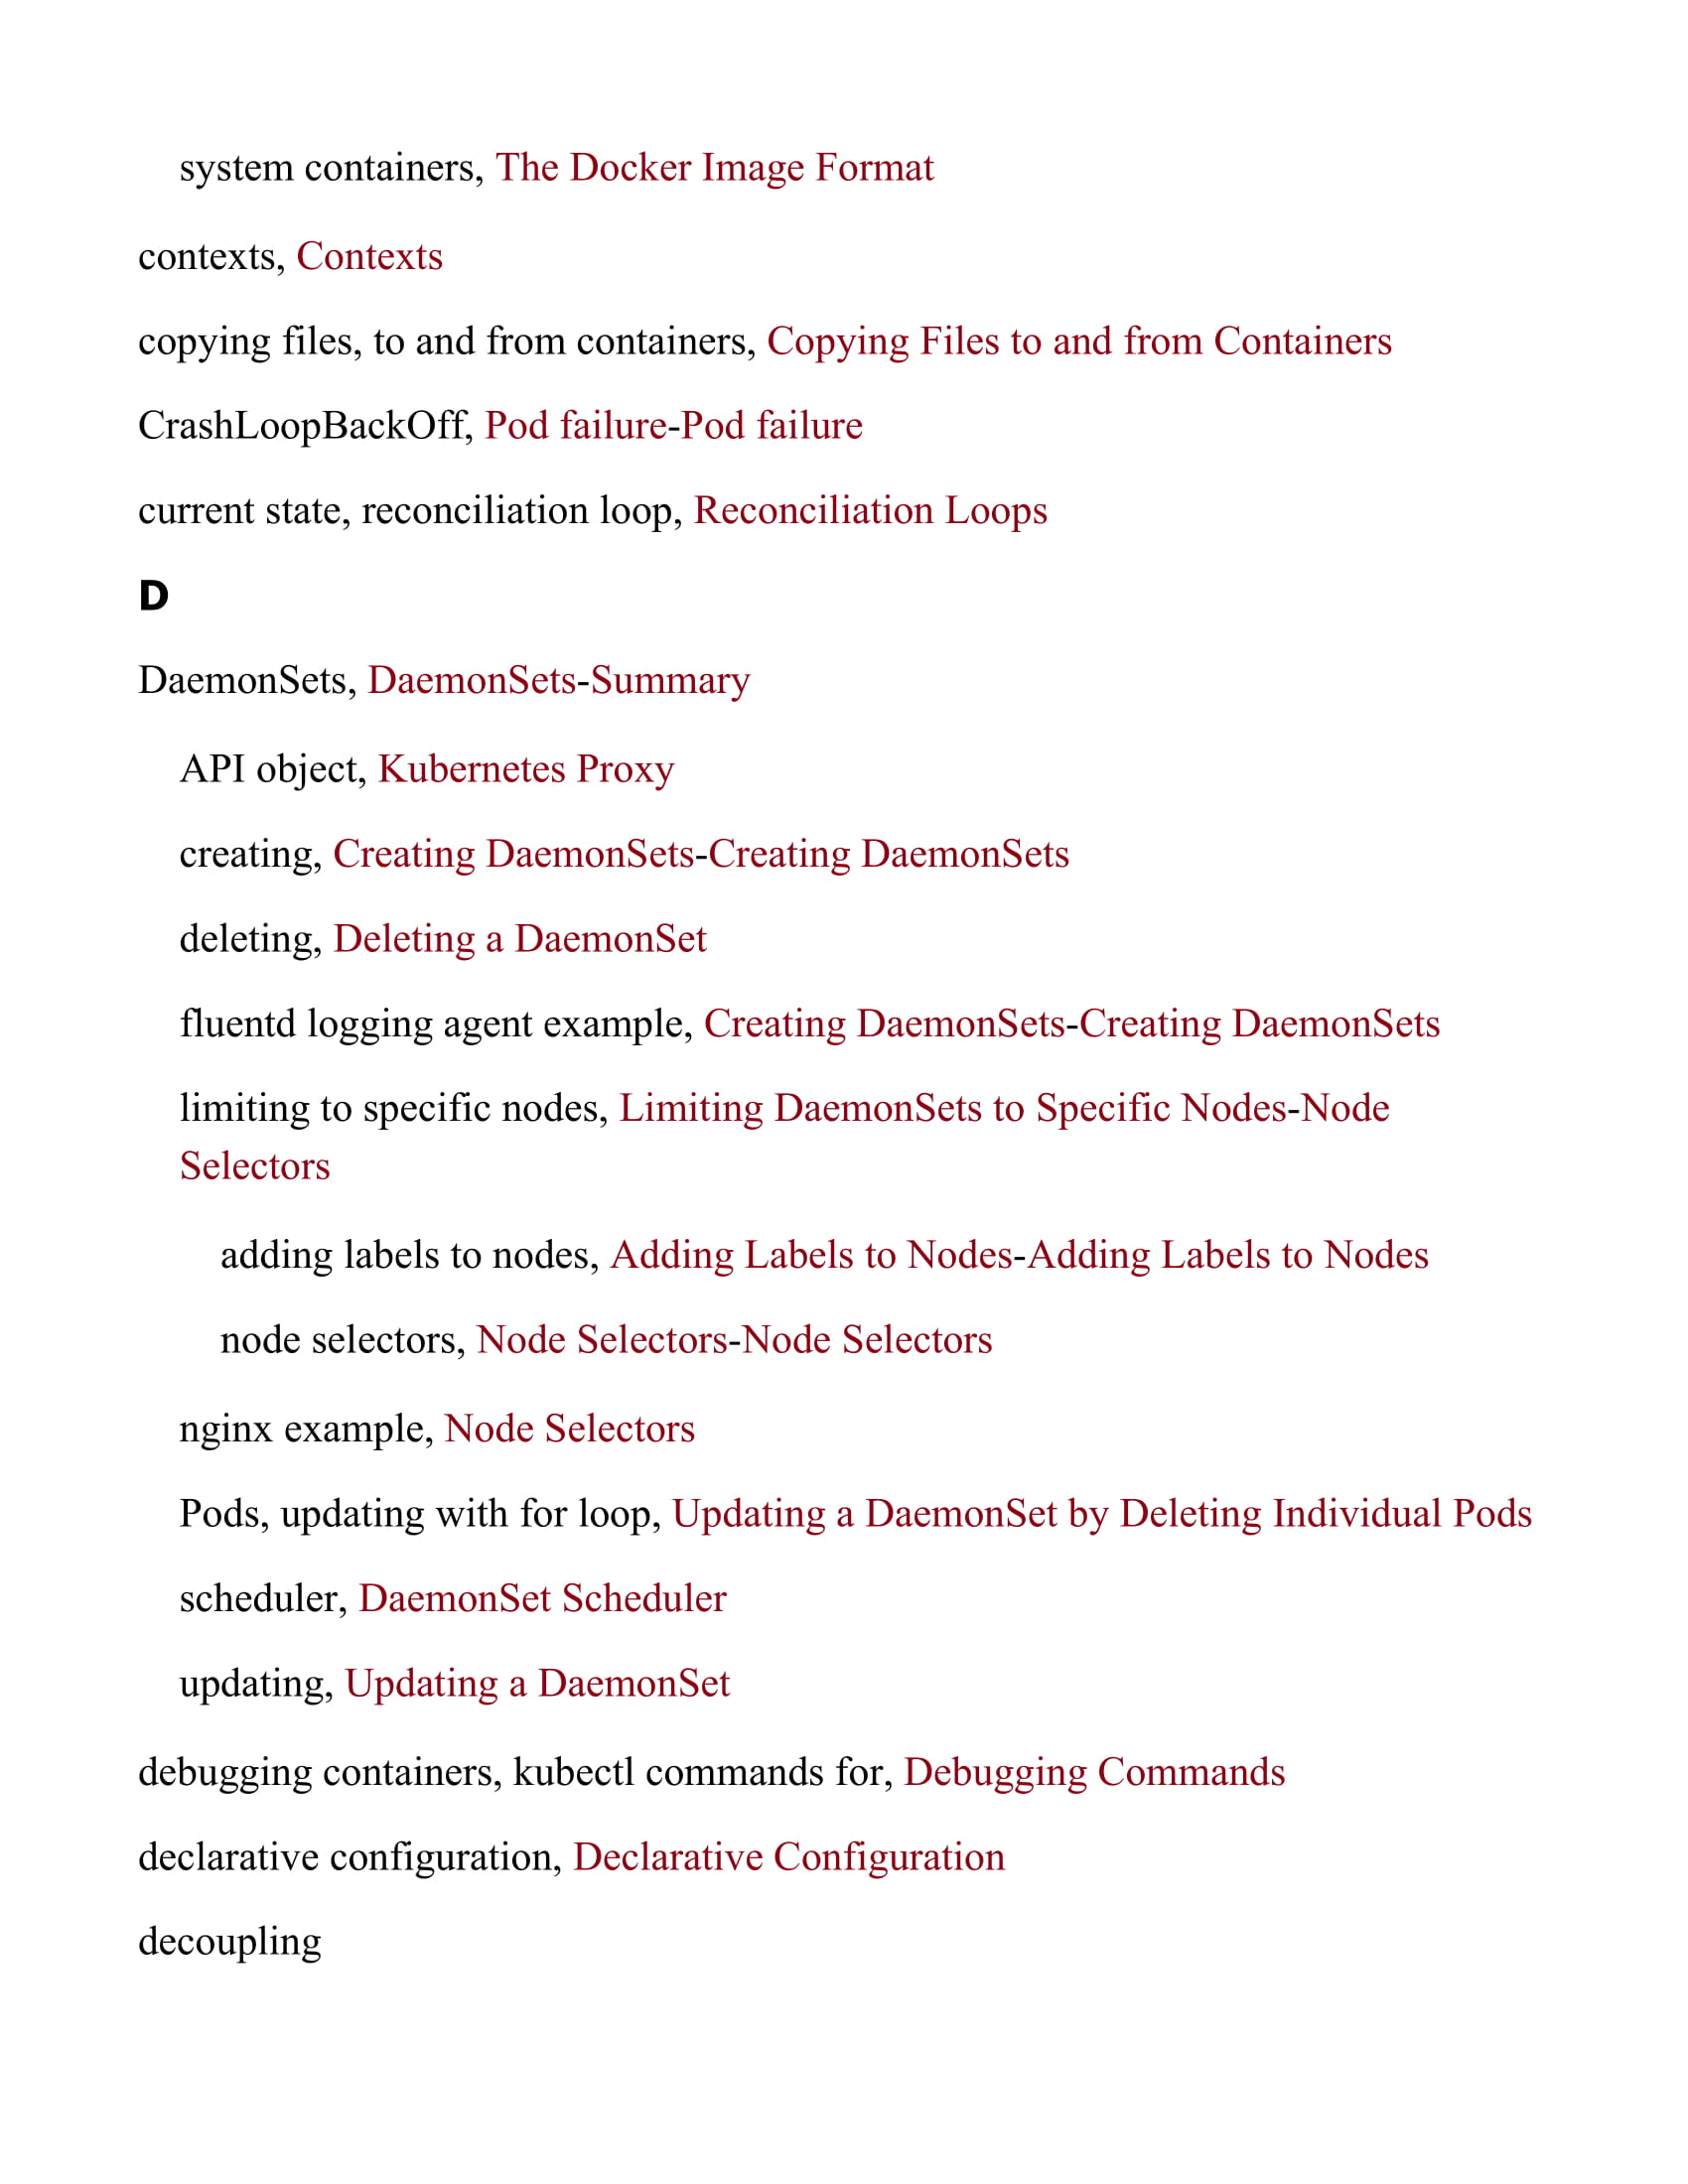 system containers, The Docker Image Format
contexts, Contexts
copying files, to and from containers, Copying Files to and from Containers
CrashLoopBackOff, Pod failure-Pod failure
current state, reconciliation loop, Reconciliation Loops
D
DaemonSets, DaemonSets-Summary
API object, Kubernetes Proxy
creating, Creating DaemonSets-Creating DaemonSets
deleting, Deleting a DaemonSet
fluentd logging agent example, Creating DaemonSets-Creating DaemonSets
limiting to specific nodes, Limiting DaemonSets to Specific Nodes-Node
Selectors
adding labels to nodes, Adding Labels to Nodes-Adding Labels to Nodes
node selectors, Node Selectors-Node Selectors
nginx example, Node Selectors
Pods, updating with for loop, Updating a DaemonSet by Deleting Individual Pods
scheduler, DaemonSet Scheduler
updating, Updating a DaemonSet
debugging containers, kubectl commands for, Debugging Commands
declarative configuration, Declarative Configuration
decoupling